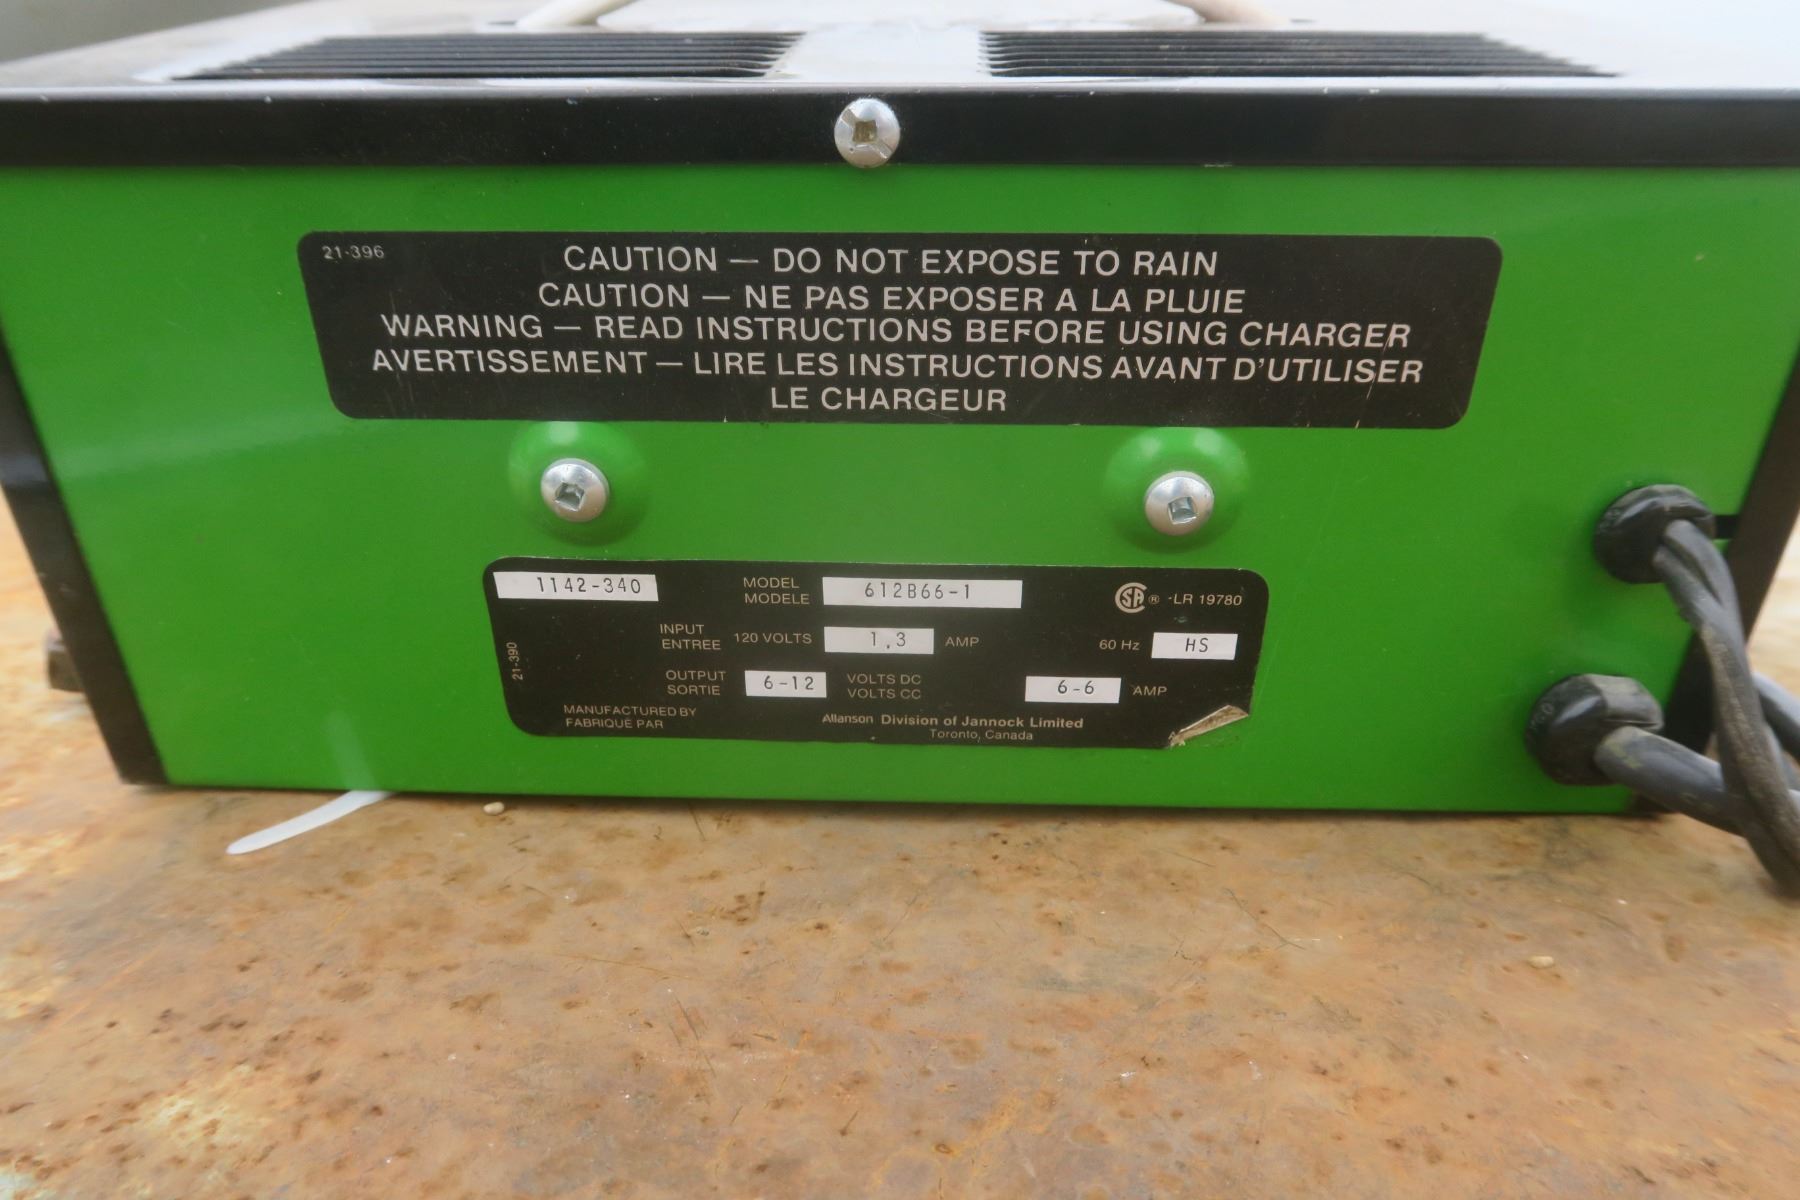 21-396
CAUTION — DO NOT EXPOSE TO RAIN
CAUTION — NE PAS EXPOSER A LA PLUIE
WARNING — READ INSTRUCTIONS BEFORE USING CHARGER
AVERTISSEMENT — LIRE LES INSTRUCTIONS AVANT D'UTILISER
LE CHARGEUR
1142-340
MODEL
MODELE
612B66-1
CSA ® -LR 19780
INPUT
ENTREE
120 VOLTS 1.3 AMP
60 Hz HS
21-390
OUTPUT
SORTIE
6-12
VOLTS DC
VOLTS CC
6-6 AMP
MANUFACTURED BY
FABRIQUÉ PAR
Allanson Division of Jannock Limited
Toronto, Canada